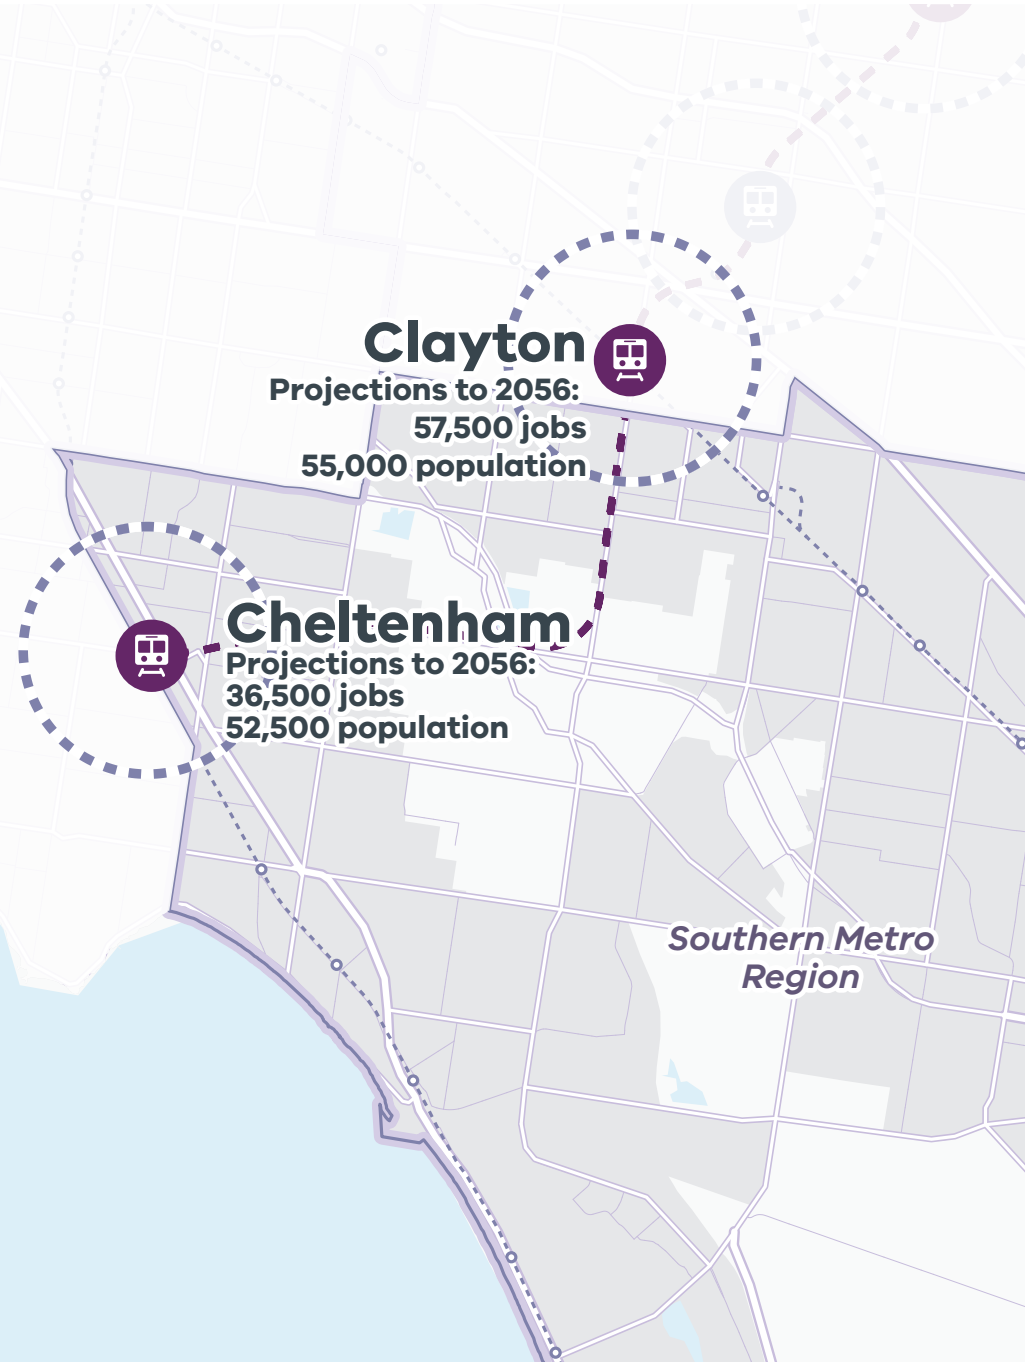 Clayton
Projections to 2056:
57,500 jobs
55,000 population
Cheltenham
Projections to 2056:
36,500 jobs
52,500 population
Southern Metro
Region